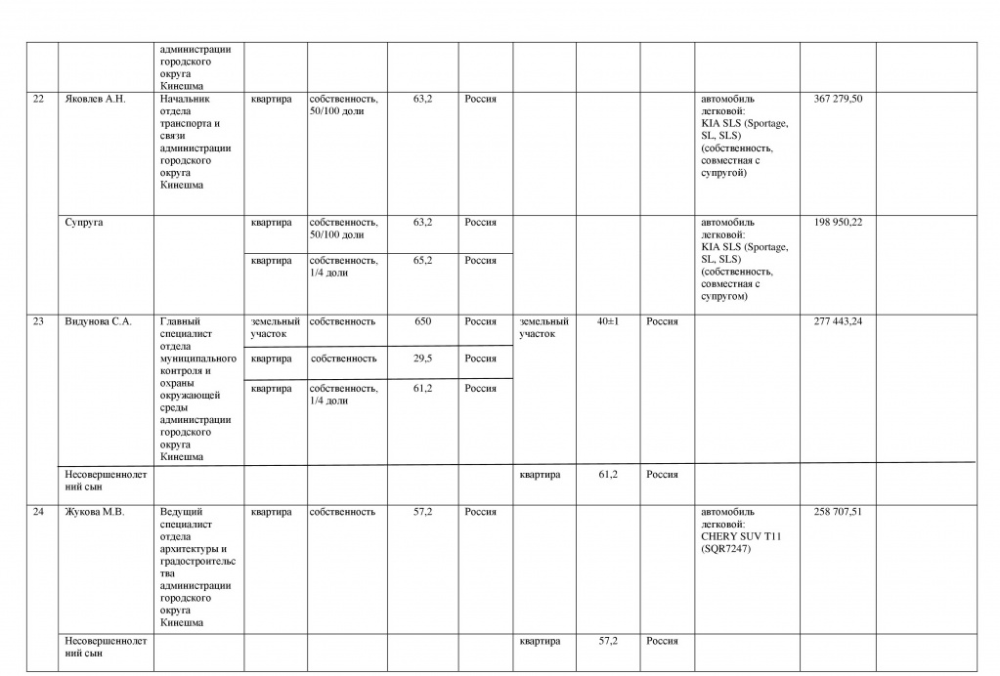 администрации
городского
округа
Кинешма
22
Яковлев А.Н.
Начальник
отдела
транспорта и
связи
администрации
городского
округа
Кинешма
квартира
собственность,
50/100 доли
63,2
Россия
автомобиль
легковой:
KIA SLS (Sportage,
SL, SLS)
(собственность,
совместная с
супругой)
367 279,50
Супруга
квартира
собственность,
50/100 доли
63,2
Россия
квартира
собственность,
1/4 доли
65,2
Россия
автомобиль
легковой:
KIA SLS (Sportage,
SL, SLS)
(собственность,
совместная с
супругом)
198 950,22
23
Видунова С.А.
Главный
специалист
отдела
муниципального
контроля и
охраны
окружающей
среды
администрации
городского
округа
Кинешма
земельный
участок
собственность
650
Россия
квартира
собственность
29,5
Россия
квартира
собственность,
1/4 доли
61,2
Россия
земельный
участок
40±1
Россия
277 443,24
Несовершеннолет
ний сын
квартира
61,2
Россия
24
Жукова М.В.
Ведущий
специалист
отдела
архитектуры и
градостроительс
тва
администрации
городского
округа
Кинешма
квартира
собственность
57,2
Россия
автомобиль
легковой:
CHERY SUV T11
(SQR7247)
258 707,51
Несовершеннолет
ний сын
квартира
57,2
Россия